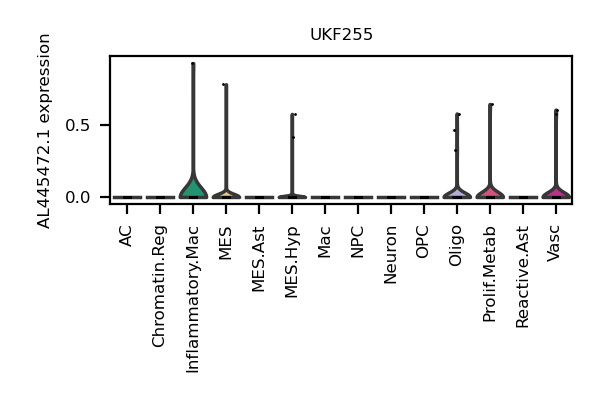 UKF255
AL445472.1 expression
0.5
0.0
AC
Chromatin.Reg
Inflammatory.Mac
MES
MES.Ast
MES.Hyp
Mac
NPC
Neuron
OPC
Oligo
Prolif.Metab
Reactive.Ast
Vasc